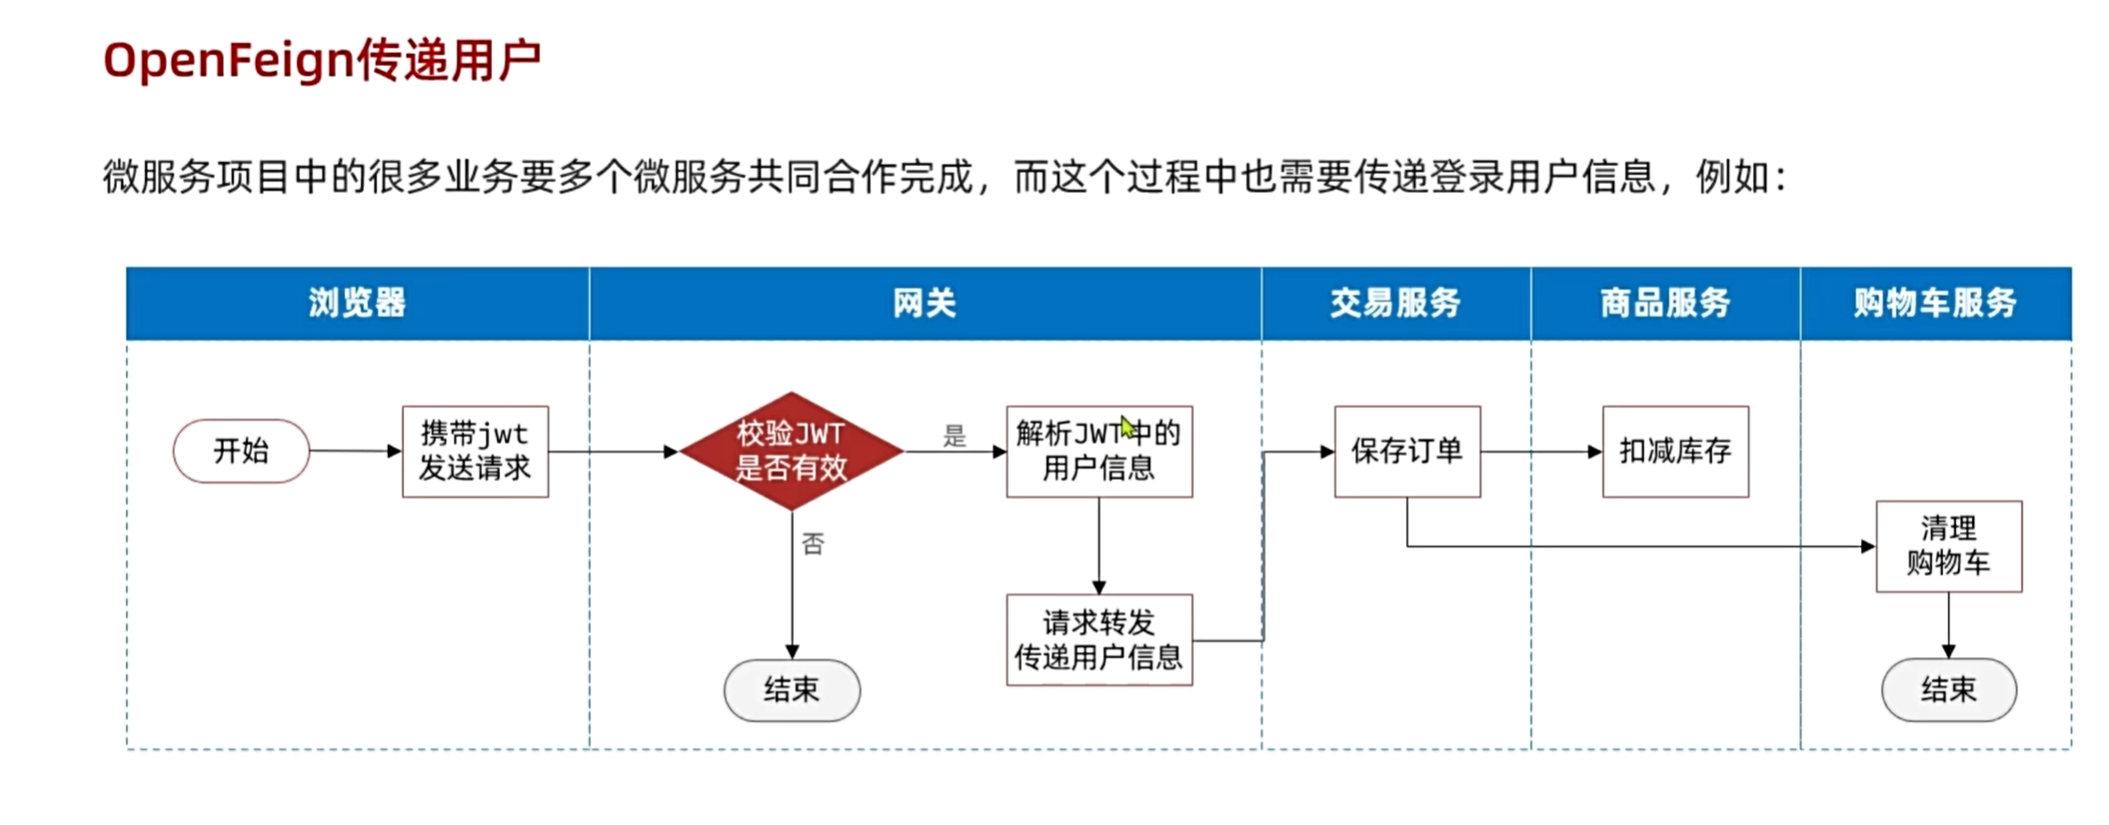 OpenFeign传递用户
微服务项目中的很多业务要多个微服务共同合作完成，而这个过程中也需要传递登录用户信息，例如：
浏览器
网关
交易服务
商品服务
购物车服务
开始
携带jwt
发送请求
校验JWT
是否有效
是
解析JWT中的
用户信息
保存订单
扣减库存
否
清理
购物车
请求转发
传递用户信息
结束
结束